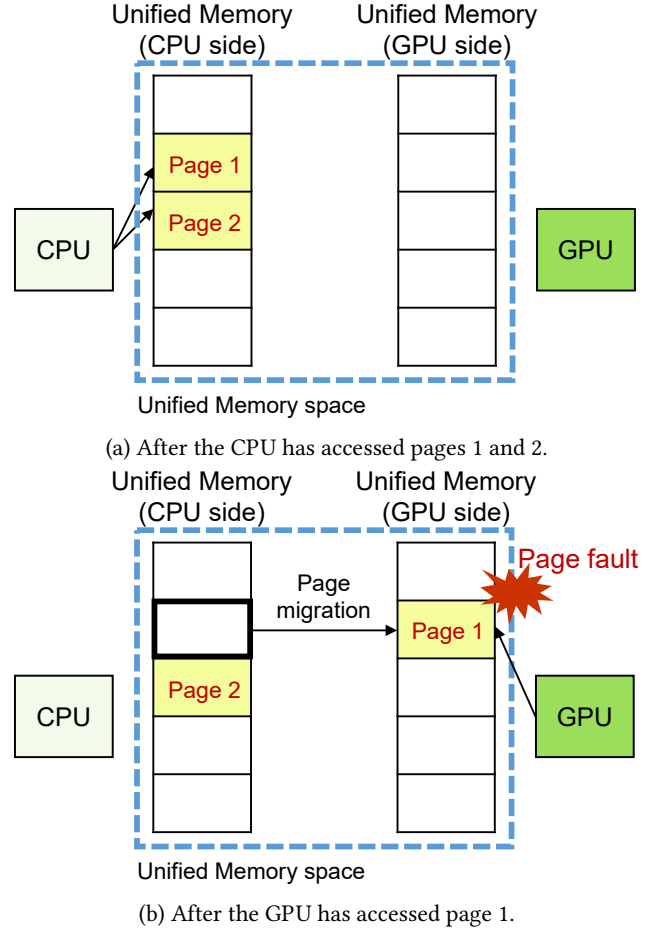 Unified Memory
(CPU side)
Unified Memory
(GPU side)
Page 1
Page 2
CPU
GPU
Unified Memory space
(a) After the CPU has accessed pages 1 and 2.
Unified Memory
(CPU side)
Unified Memory
(GPU side)
Page fault
Page
migration
Page 1
Page 2
CPU
GPU
Unified Memory space
(b) After the GPU has accessed page 1.